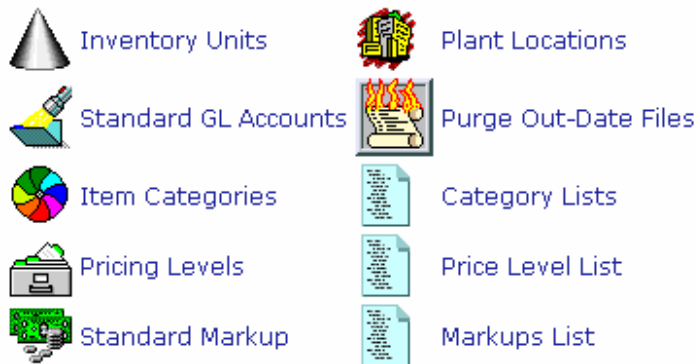 Inventory Units
Plant Locations
Standard GL Accounts
Purge Out-Date Files
Item Categories
Category Lists
Pricing Levels
Price Level List
Standard Markup
Markups List